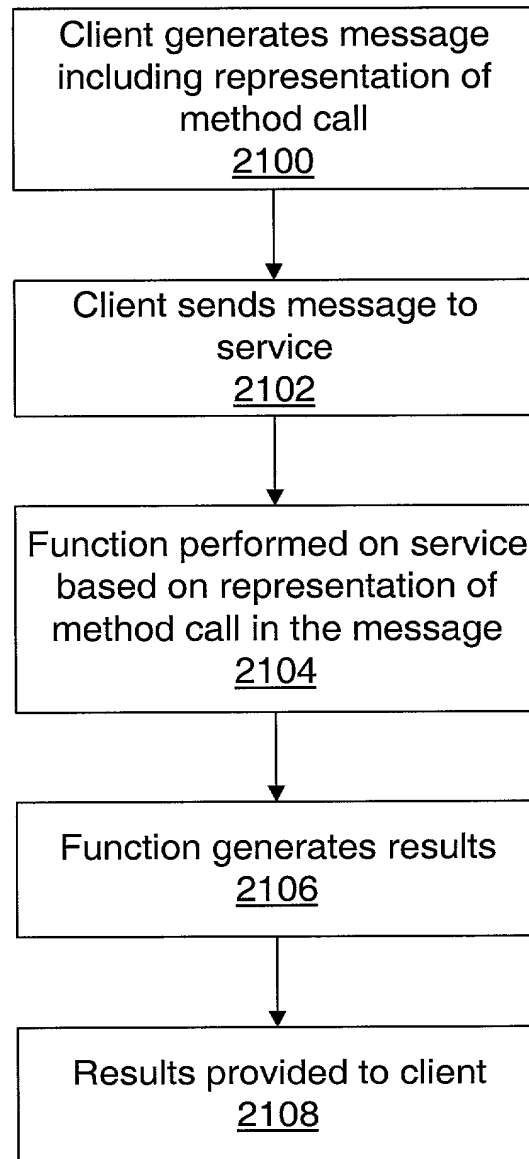 Client generates message
including representation of
method call
2100
Client sends message to
service
2102
Function performed on service
based on representation of
method call in the message
2104
Function generates results
2106
Results provided to client
2108